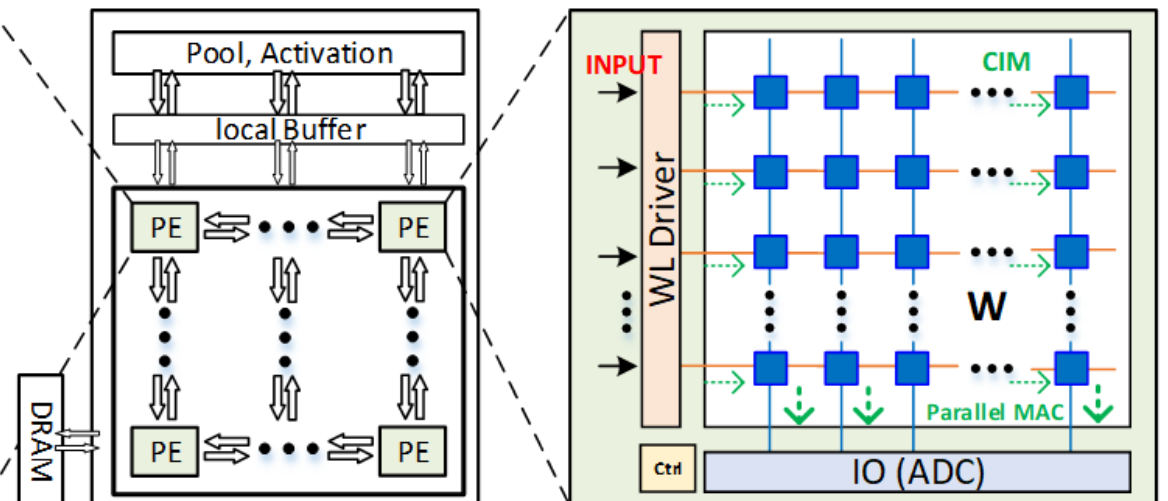 Pool, Activation
local Buffer
PE
PE
PE
PE
DRAM
INPUT
WL Driver
CIM
W
Parallel MAC
Ctrl
IO (ADC)